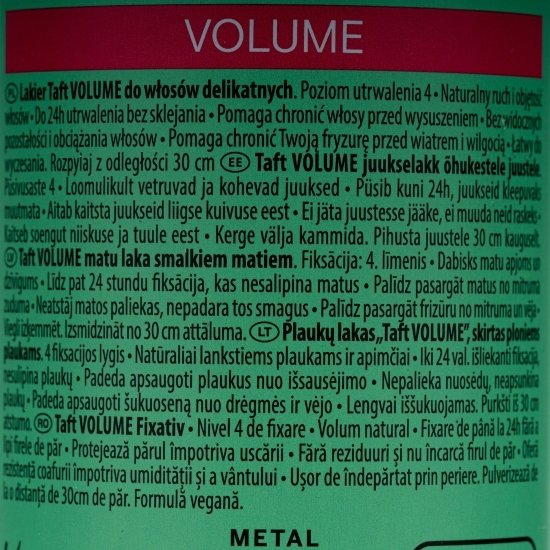 VOLUME
PL Lakier Taft VOLUME do włosów delikatnych. Poziom utrwalenia 4 • Naturalny ruch i objętość
włosów • Do 24h utrwalenia bez sklejania • Pomaga chronić włosy przed wysuszeniem • Bez widocznych
pozostałości i obciążania włosów • Pomaga chronić Twoją fryzurę przed wiatrem i wilgocią • Łatwy do
wyczesania. Rozpyiaj z odległości 30 cm EE Taft VOLUME juukselakk õhukestele juustele.
Püsivusaste 4 • Loomulikult vetruvad ja kohevad juuksed • Püsib kuni 24h, juukseid kleepuvaks
muutmata • Aitab kaitsta juukseid liigse kuivuse eest • Ei jäta juustesse jääke, ei muuda neid raskeks •
Kaitseb soengut niiskuse ja tuule eest • Kerge välja kammida. Pihusta juustele 30 cm kauguselt.
LV Taft VOLUME matu laka smalkiem matiem. Fiksācija: 4. līmenis • Dabisks matu apjoms un
dzīvīgums • Līdz pat 24 stundu fiksācija, kas nesalipina matus • Palīdz pasargāt matus no mitruma
zuduma • Neatstāj matos paliekas, nepadara tos smagus • Palīdz pasargāt frizūru no mitruma un vēja •
Viegli izķemmēt. Izsmidzināt no 30 cm attāluma. LT Plaukų lakas „Taft VOLUME”, skirtas ploniems
plaukams. 4 fiksacijos lygis • Natūraliai lankstiems plaukams ir apimčiai • Iki 24 val. išliekanti fiksacija,
nesulipina plaukų • Padeda apsaugoti plaukus nuo išsausėjimo • Nepalieka nuosėdų, neapsunkina
plaukų • Padeda apsaugoti šukuoseną nuo drėgmės ir vėjo • Lengvai iššukuojamas. Purkšti iš 30 cm
atstumo. RO Taft VOLUME Fixativ • Nivel 4 de fixare • Volum natural • Fixare de până la 24h fără a
lipi firele de păr • Protejează părul împotriva uscării • Fără reziduuri și nu încarcă firul de păr • Oferă
rezistență coafurii împotriva umidității și a vântului • Ușor de îndepărtat prin periere. Pulverizează de
la o distanță de 30cm de păr. Formulă vegană.
METAL